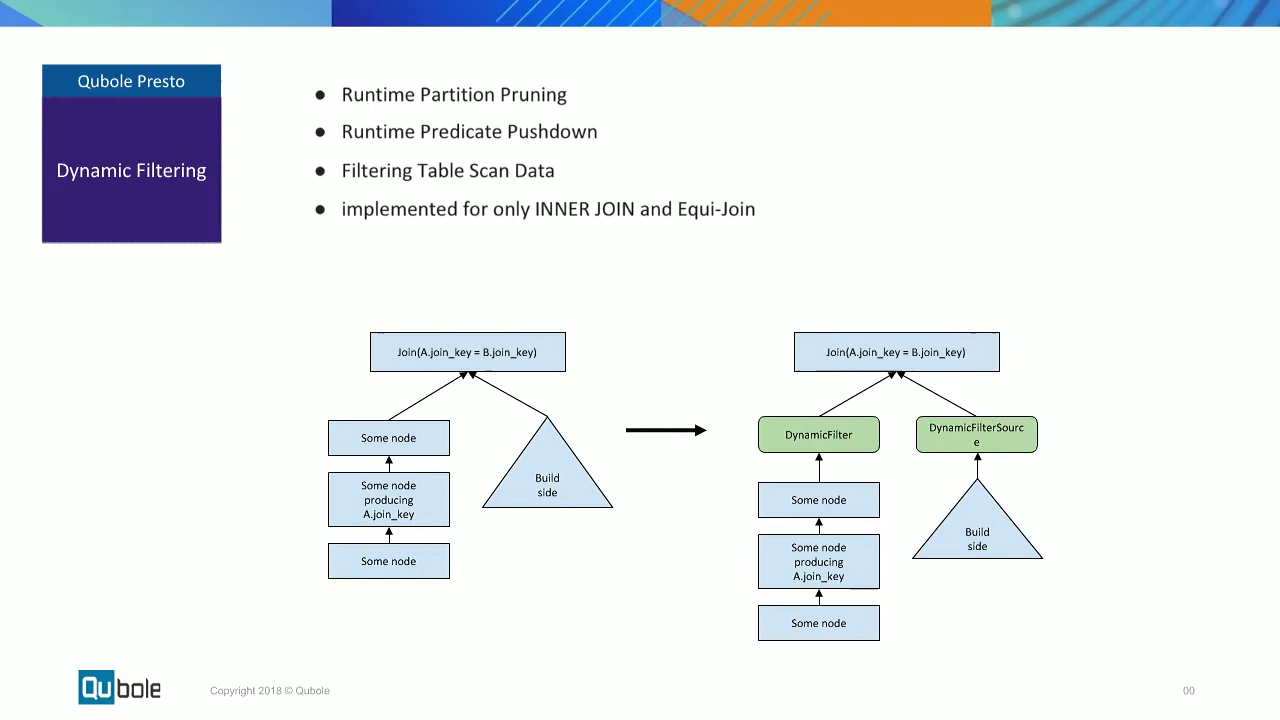 Qubole Presto
Dynamic Filtering
● Runtime Partition Pruning
● Runtime Predicate Pushdown
● Filtering Table Scan Data
● implemented for only INNER JOIN and Equi-Join
Join(A.join_key = B.join_key)
Some node
Some node
producing
A.join_key
Some node
Build
side
Join(A.join_key = B.join_key)
DynamicFilter
DynamicFilterSourc
e
Some node
Some node
producing
A.join_key
Some node
Build
side
Qubole
Copyright 2018 © Qubole
00